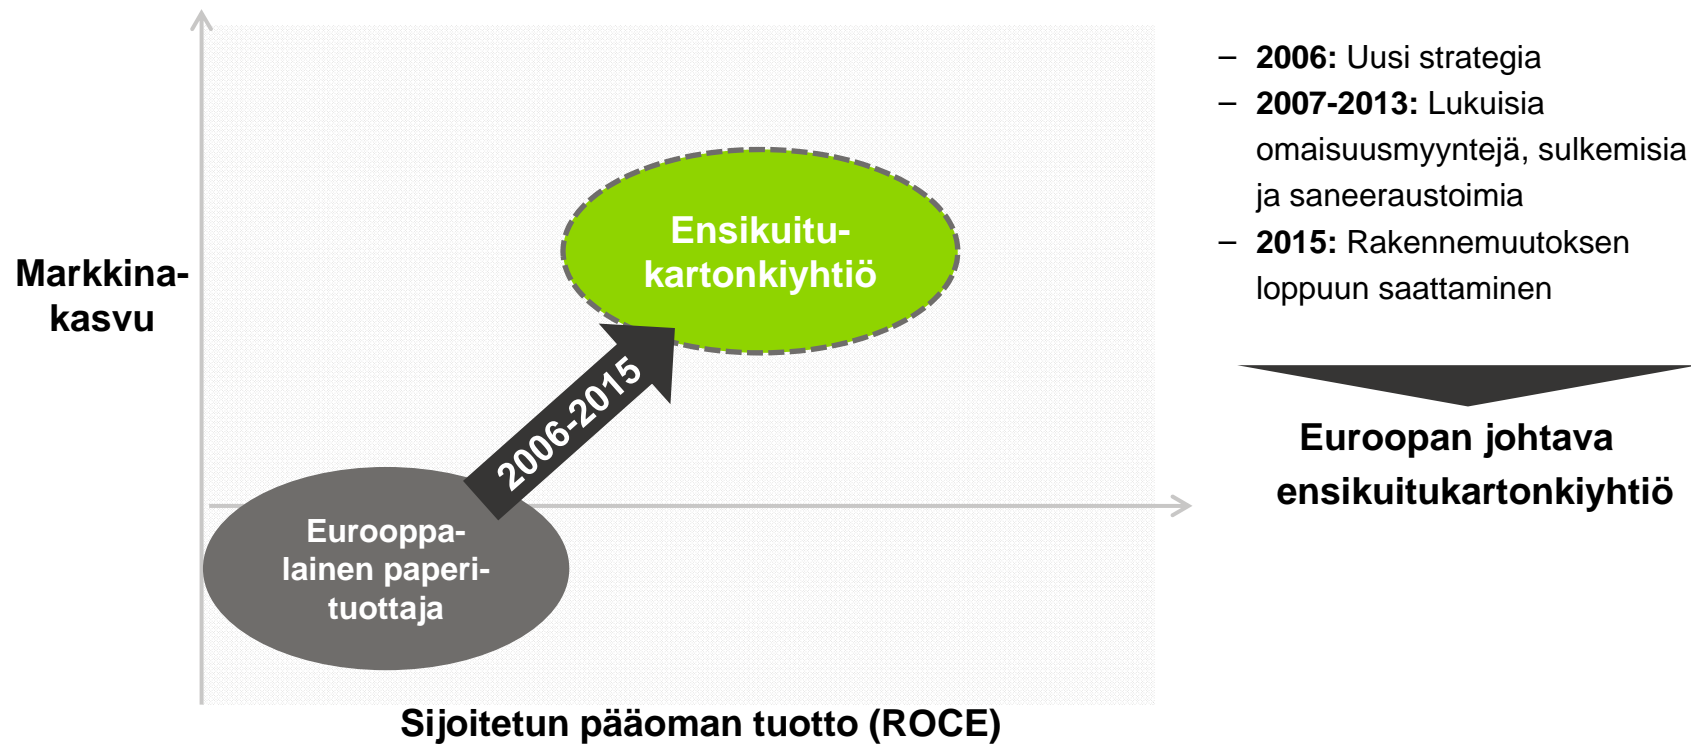 Markkina-
kasvu
Ensikuitu-
kartonkiyhtiö
2006-2015
Eurooppa-
lainen paperi-
tuottaja
Sijoitetun pääoman tuotto (ROCE)
– 2006: Uusi strategia
– 2007-2013: Lukuisia
omaisuusmyyntejä, sulkemisia
ja saneeraustoimia
– 2015: Rakennemuutoksen
loppuun saattaminen
Euroopan johtava
ensikuitukartonkiyhtiö